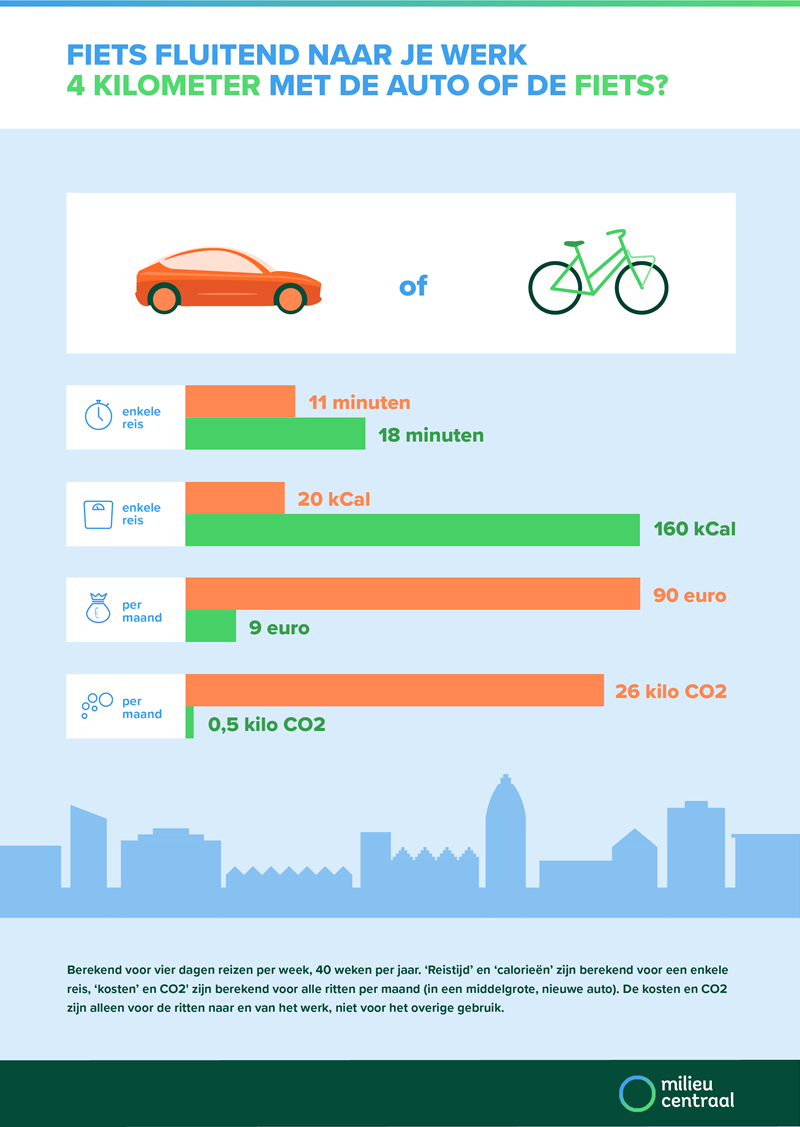 FIETS FLUITEND NAAR JE WERK
4 KILOMETER MET DE AUTO OF DE FIETS?
of
enkele
reis
11 minuten
18 minuten
enkele
reis
20 kCal
160 kCal
per
maand
90 euro
9 euro
per
maand
26 kilo CO2
0,5 kilo CO2
Berekend voor vier dagen reizen per week, 40 weken per jaar. ‘Reistijd’ en ‘calorieën’ zijn berekend voor een enkele
reis, ‘kosten’ en CO2' zijn berekend voor alle ritten per maand (in een middelgrote, nieuwe auto). De kosten en CO2
zijn alleen voor de ritten naar en van het werk, niet voor het overige gebruik.
milieu
centraal